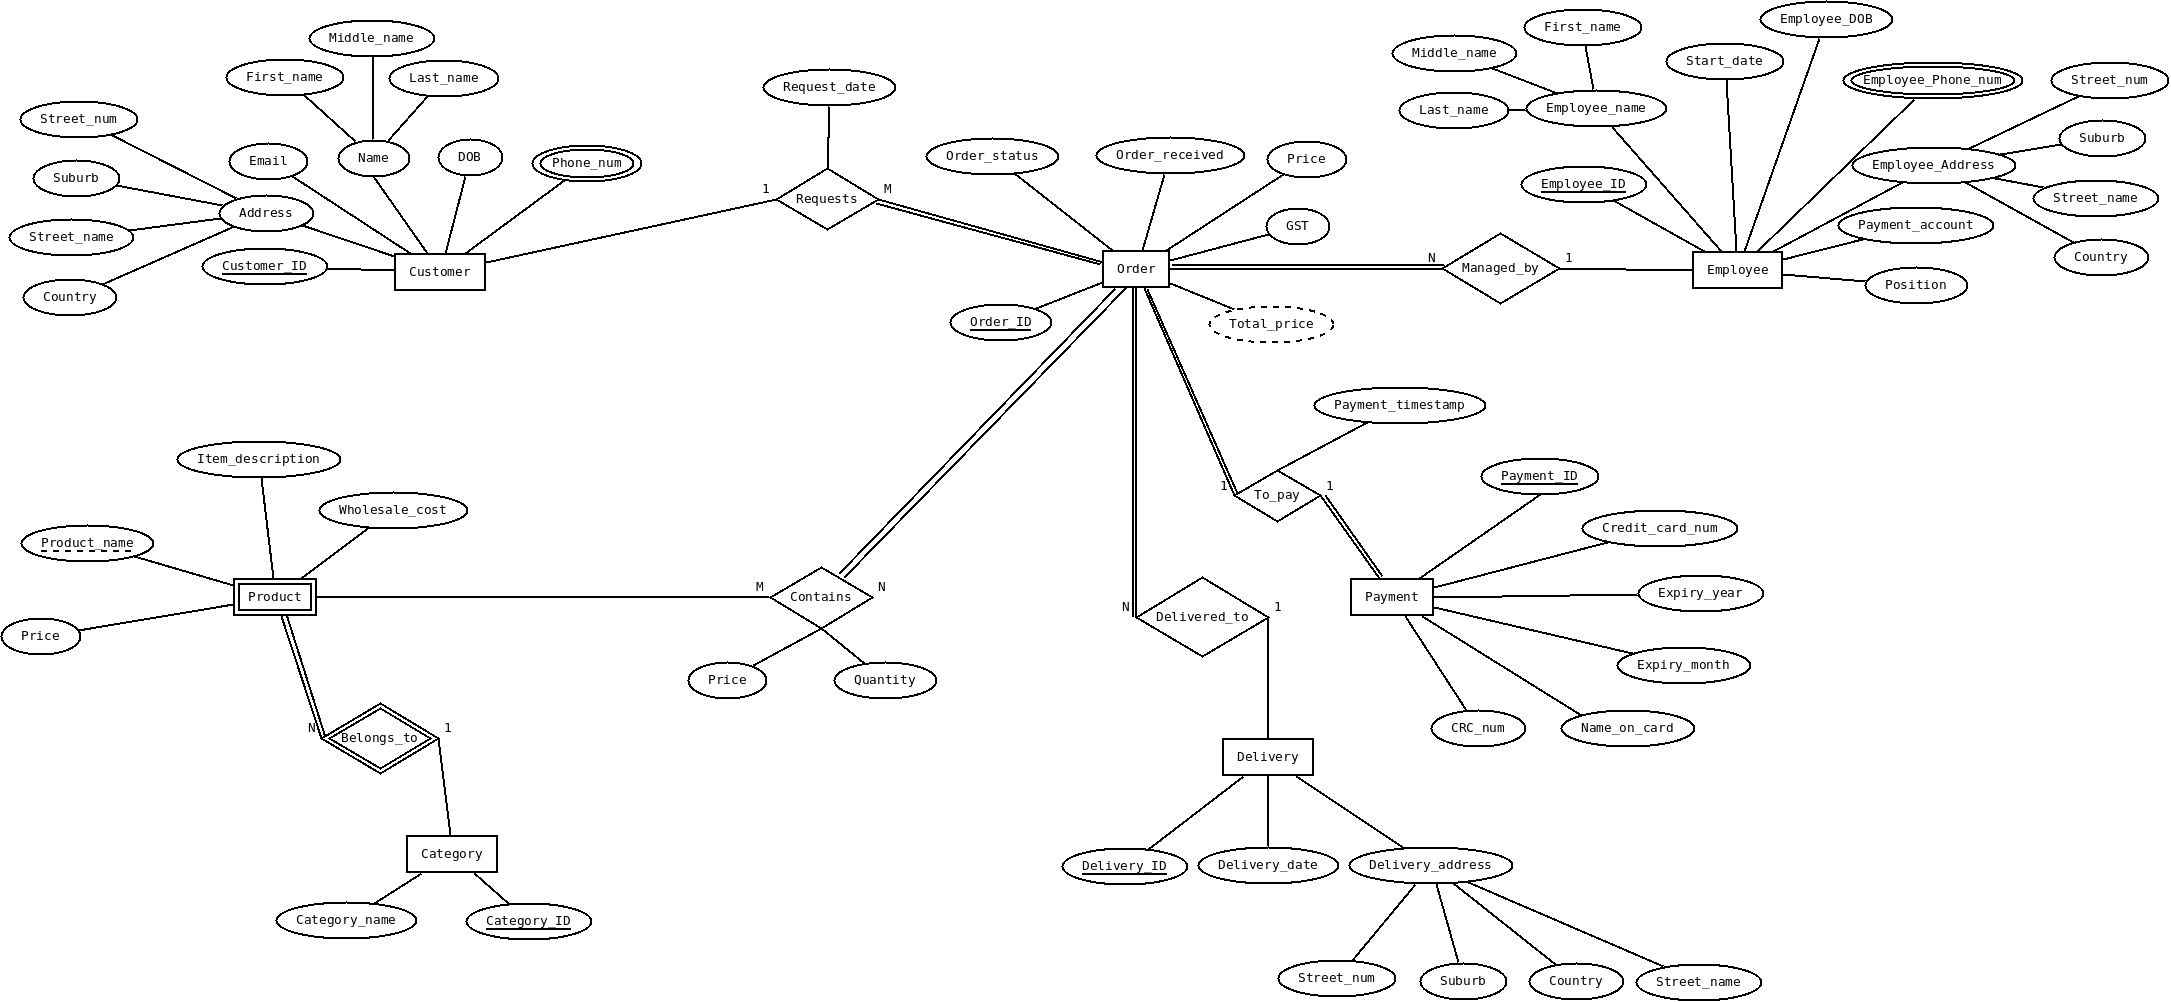 Employee_DOB
First_name
Middle_name
Middle_name
Start_date
First_name
Last_name
Employee_Phone_num
Street_num
Request_date
Employee_name
Last_name
Street_num
Suburb
Email
Name
DOB
Phone_num
Order_status
Order_received
Price
Employee_Address
Suburb
Employee_ID
Street_name
1
M
Requests
Address
Street_name
GST
Payment_account
Customer_ID
Customer
Order
N
Managed_by
1
Employee
Country
Position
Country
Order_ID
Total_price
Payment_timestamp
Item_description
Payment_ID
1
To_pay
1
Wholesale_cost
Credit_card_num
Product_name
Product
M
Contains
N
Payment
Expiry_year
N
Delivered_to
1
Price
Expiry_month
Price
Quantity
N
Belongs_to
1
CRC_num
Name_on_card
Delivery
Category
Delivery_ID
Delivery_date
Delivery_address
Category_name
Category_ID
Street_num
Suburb
Country
Street_name